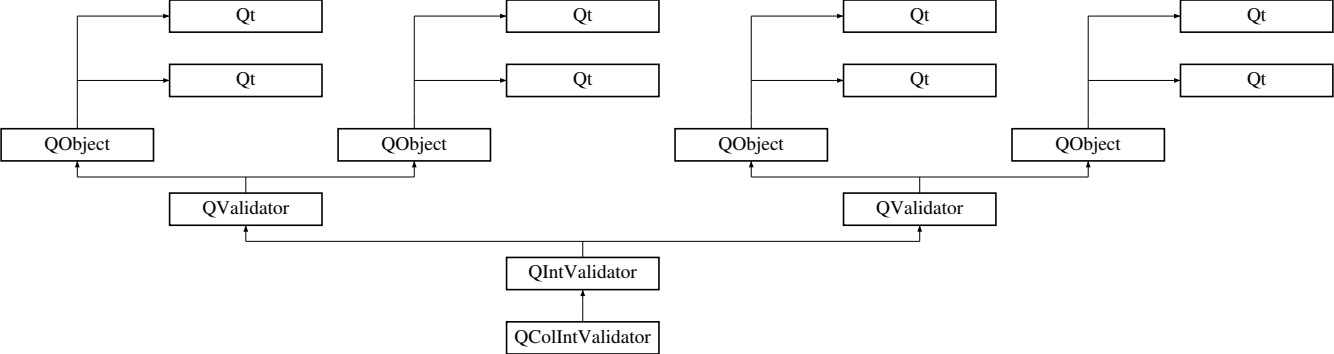 Qt Qt Qt Qt
Qt Qt Qt Qt
QObject QObject QObject QObject
QValidator QValidator
QIntValidator
QColIntValidator